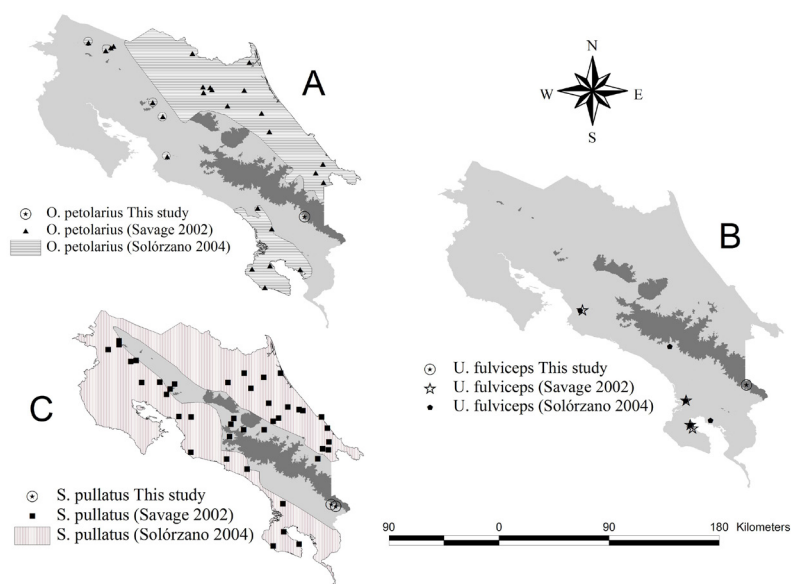 A
O. petolarius This study
O. petolarius (Savage 2002)
O. petolarius (Solórzano 2004)
N
W E
S
B
U. fulviceps This study
U. fulviceps (Savage 2002)
U. fulviceps (Solórzano 2004)
C
S. pullatus This study
S. pullatus (Savage 2002)
S. pullatus (Solórzano 2004)
90 0 90 180 Kilometers